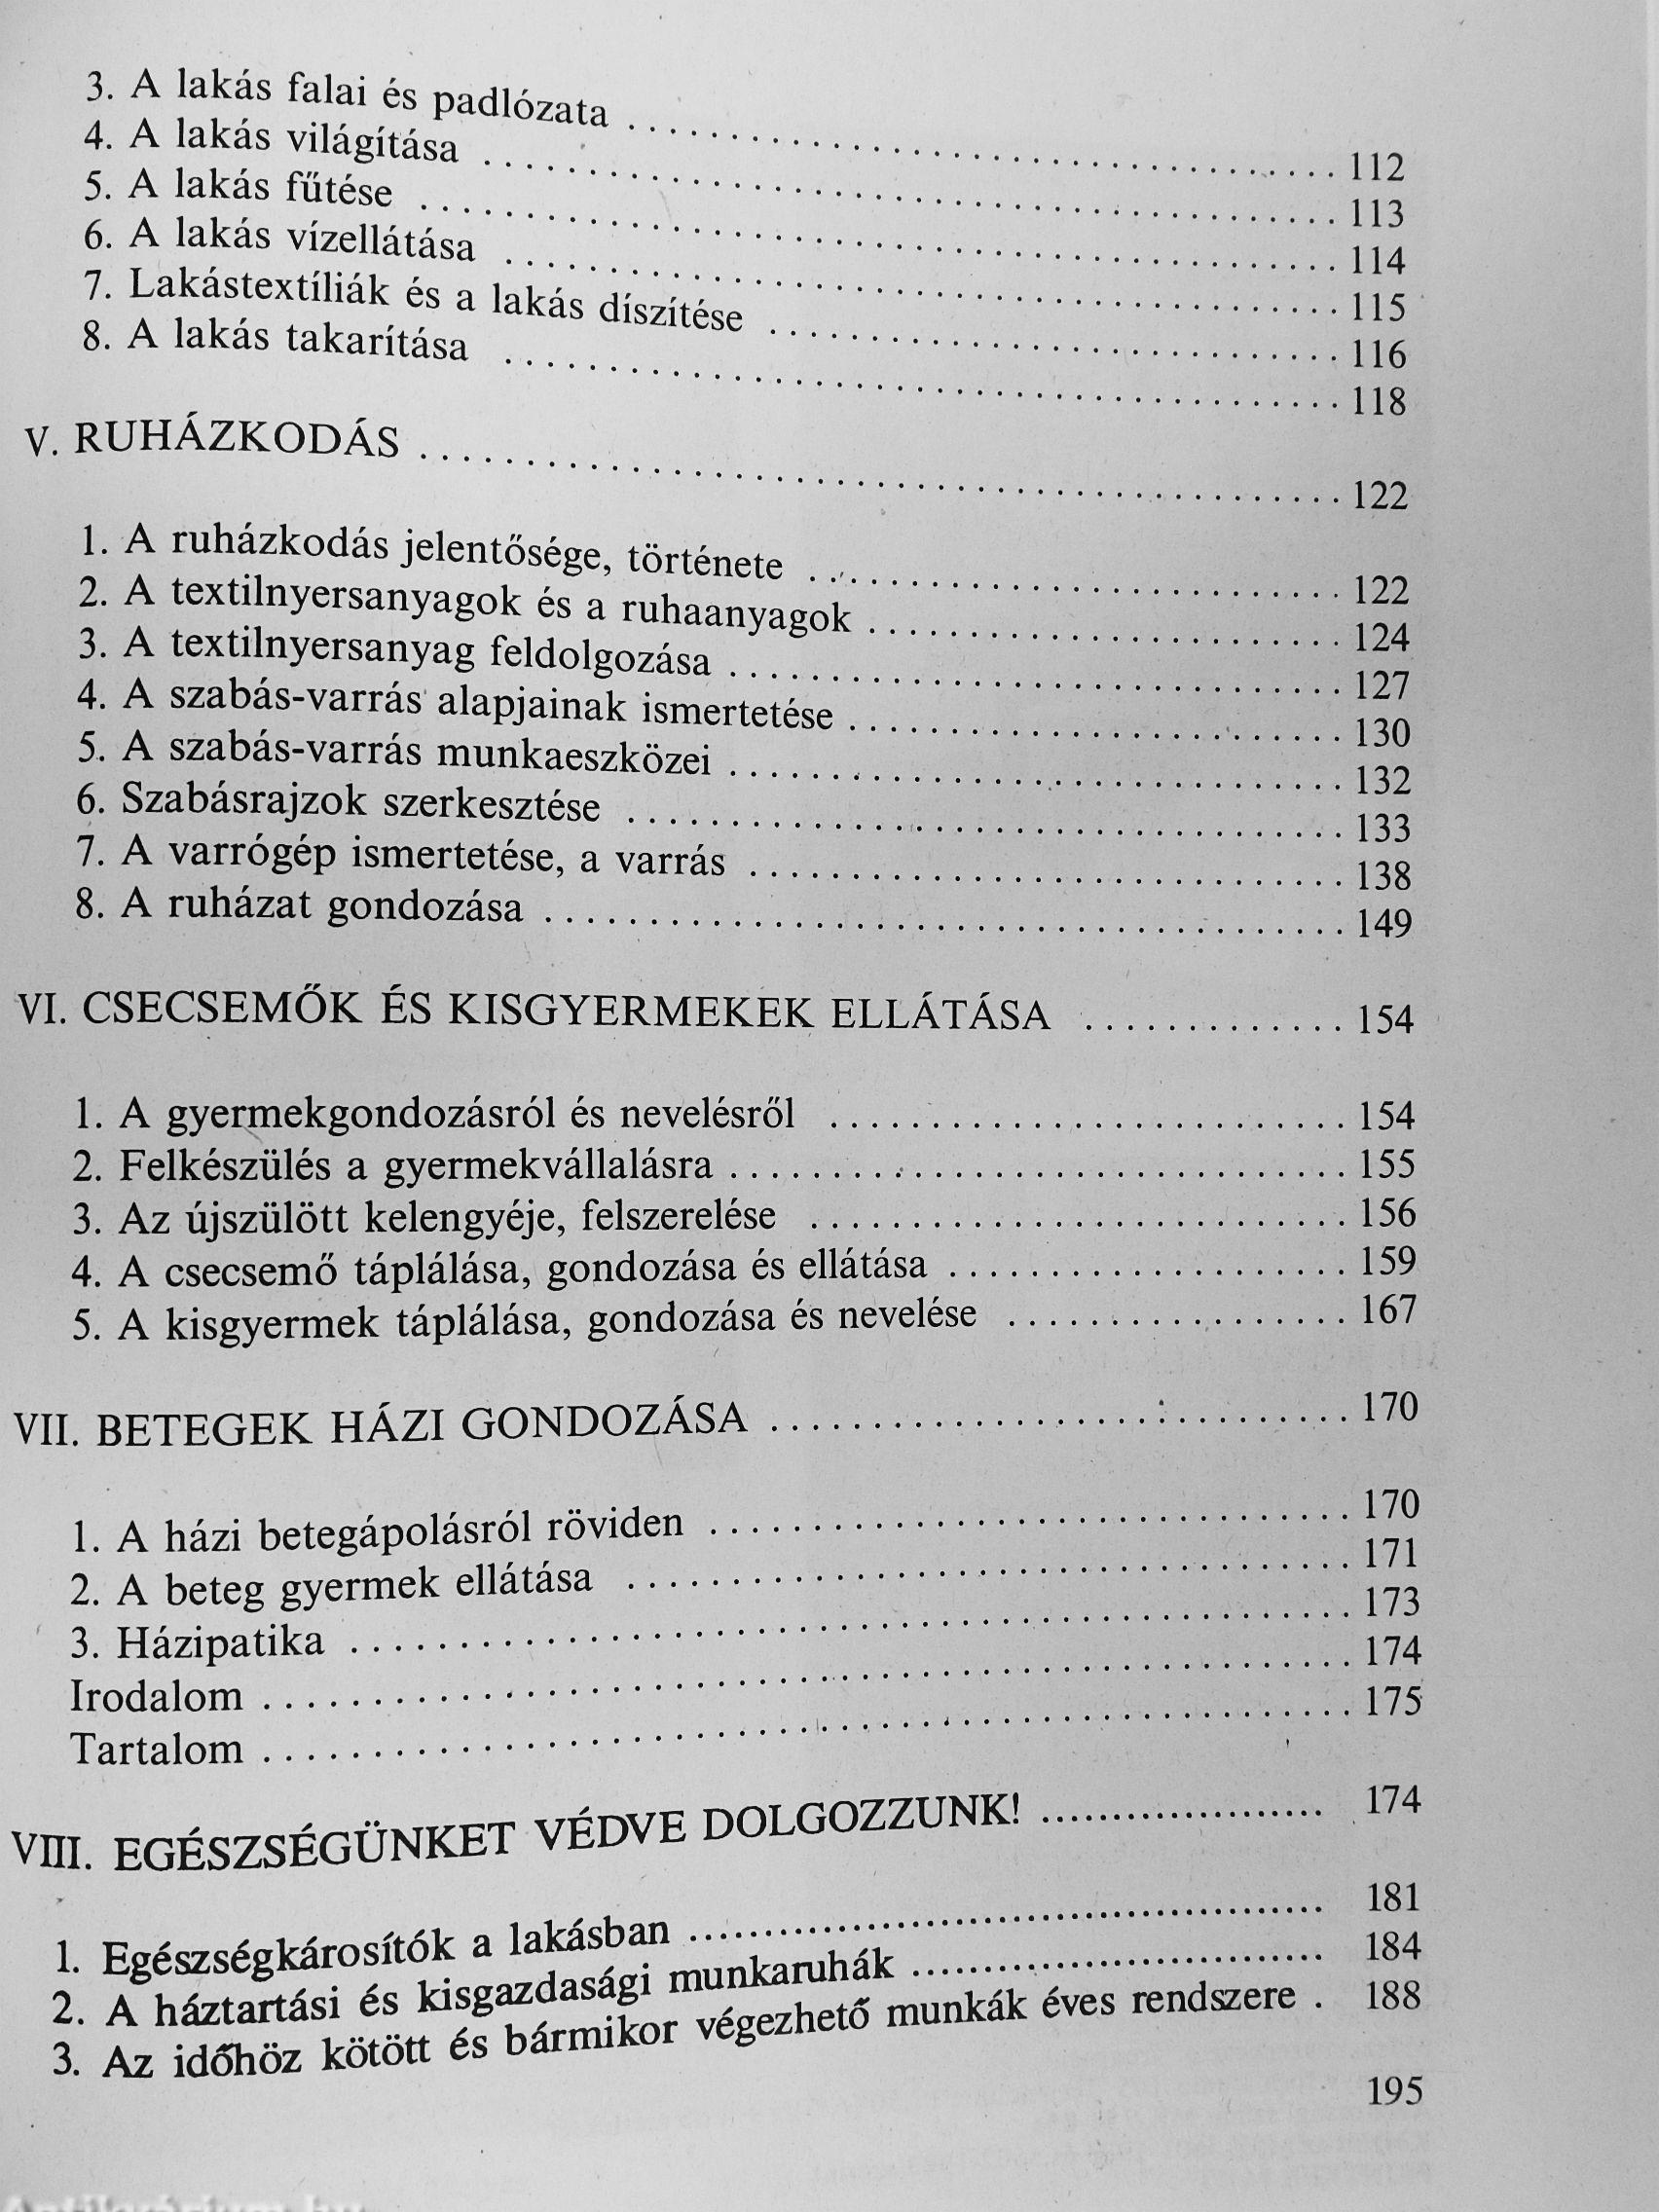 3. A lakás falai és padlózata . . . . . . . . . . . . . . . . . . . . 112
4. A lakás világítása . . . . . . . . . . . . . . . . . . . . 113
5. A lakás fűtése . . . . . . . . . . . . . . . . . . . . 114
6. A lakás vízellátása . . . . . . . . . . . . . . . . . . . . 115
7. Lakástextíliák és a lakás díszítése . . . . . . . . . . . . . . . . . . . . 116
8. A lakás takarítása . . . . . . . . . . . . . . . . . . . . 118
V. RUHÁZKODÁS . . . . . . . . . . . . . . . . . . . . 122
1. A ruházkodás jelentősége, története . . . . . . . . . . . . . . . . . . . . 122
2. A textilnyersanyagok és a ruhaanyagok . . . . . . . . . . . . . . . . . . . . 124
3. A textilnyersanyag feldolgozása . . . . . . . . . . . . . . . . . . . . 127
4. A szabás-varrás alapjainak ismertetése . . . . . . . . . . . . . . . . . . . . 130
5. A szabás-varrás munkaeszközei . . . . . . . . . . . . . . . . . . . . 132
6. Szabásrajzok szerkesztése . . . . . . . . . . . . . . . . . . . . 133
7. A varrógép ismertetése, a varrás . . . . . . . . . . . . . . . . . . . . 138
8. A ruházat gondozása . . . . . . . . . . . . . . . . . . . . 149
VI. CSECSEMŐK ÉS KISGYERMEKEK ELLÁTÁSA . . . . . . . . . . . . . 154
1. A gyermekgondozásról és nevelésről . . . . . . . . . . . . . . . . . . . . 154
2. Felkészülés a gyermekvállalásra . . . . . . . . . . . . . . . . . . . . 155
3. Az újszülött kelengyéje, felszerelése . . . . . . . . . . . . . . . . . . . . 156
4. A csecsemő táplálása, gondozása és ellátása . . . . . . . . . . . . . . . . . . . . 159
5. A kisgyermek táplálása, gondozása és nevelése . . . . . . . . . . . . . . . . . 167
VII. BETEGEK HÁZI GONDOZÁSA . . . . . . . . . . . . . . . . . . . . 170
1. A házi betegápolásról röviden . . . . . . . . . . . . . . . . . . . . 170
2. A beteg gyermek ellátása . . . . . . . . . . . . . . . . . . . . 171
3. Házipatika . . . . . . . . . . . . . . . . . . . . 173
Irodalom . . . . . . . . . . . . . . . . . . . . 174
Tartalom . . . . . . . . . . . . . . . . . . . . 175
VIII. EGÉSZSÉGÜNKET VÉDVE DOLGOZZUNK! .................... 174
1. Egészségkárosítók a lakásban .................... 181
2. A háztartási és kisgazdasági munkaruhák .................... 184
3. Az időhöz kötött és bármikor végezhető munkák éves rendszere . 188
195